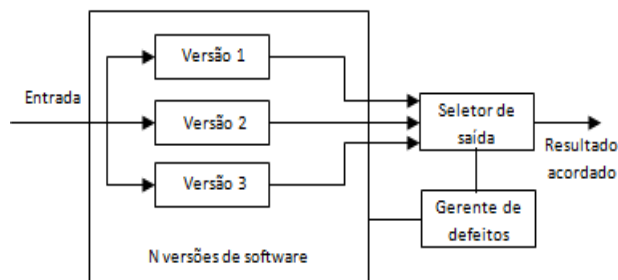 Entrada
Versão 1
Versão 2
Versão 3
N versões de software
Seletor de
saída
Resultado
acordado
Gerente de
defeitos